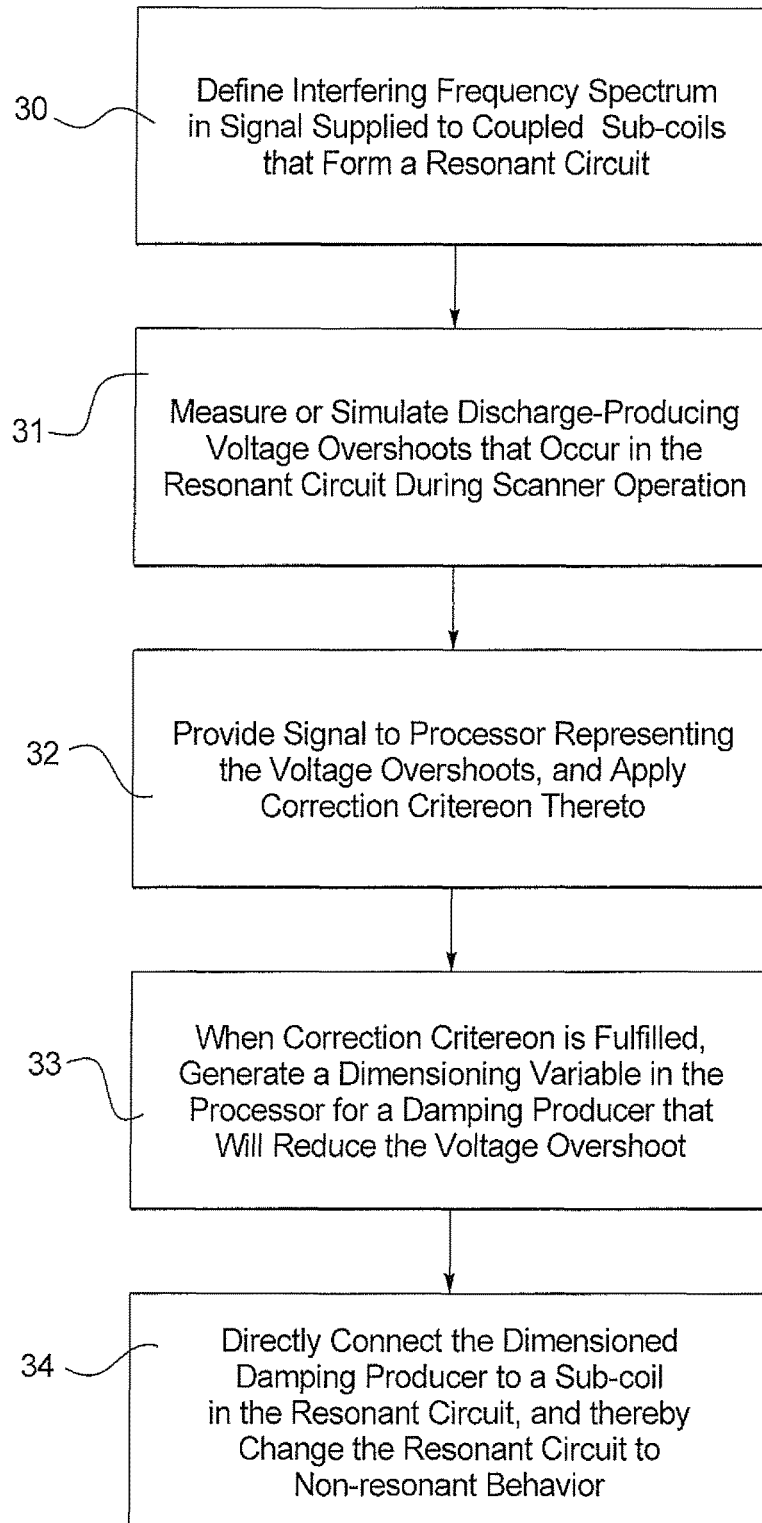 30
Define Interfering Frequency Spectrum
in Signal Supplied to Coupled Sub-coils
that Form a Resonant Circuit
31
Measure or Simulate Discharge-Producing
Voltage Overshoots that Occur in the
Resonant Circuit During Scanner Operation
32
Provide Signal to Processor Representing
the Voltage Overshoots, and Apply
Correction Critereon Thereto
33
When Correction Critereon is Fulfilled,
Generate a Dimensioning Variable in the
Processor for a Damping Producer that
Will Reduce the Voltage Overshoot
34
Directly Connect the Dimensioned
Damping Producer to a Sub-coil
in the Resonant Circuit, and thereby
Change the Resonant Circuit to
Non-resonant Behavior